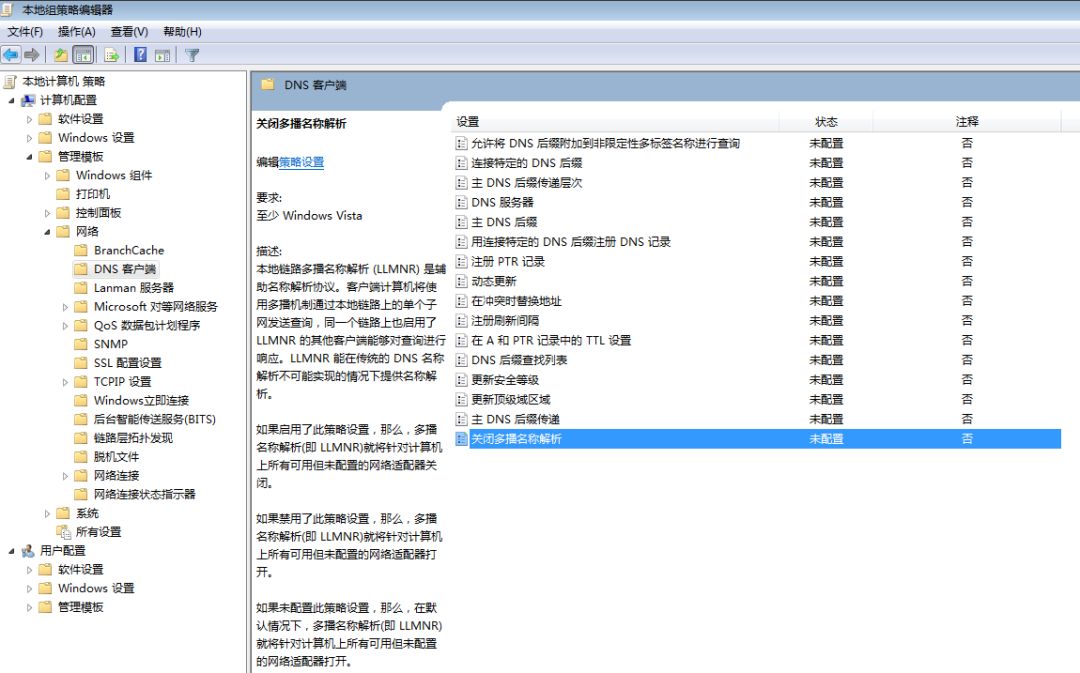 本地组策略编辑器
文件(F) 操作(A) 查看(V) 帮助(H)
本地计算机 策略
计算机配置
软件设置
Windows 设置
管理模板
Windows 组件
打印机
控制面板
网络
BranchCache
DNS 客户端
Lanman 服务器
Microsoft 对等网络服务
QoS 数据包计划程序
SNMP
SSL 配置设置
TCPIP 设置
Windows立即连接
后台智能传送服务(BITS)
链路层拓扑发现
脱机文件
网络连接
网络连接状态指示器
系统
所有设置
用户配置
软件设置
Windows 设置
管理模板
DNS 客户端
关闭多播名称解析
编辑策略设置
要求:
至少 Windows Vista
描述:
本地链路多播名称解析 (LLMNR) 是辅
助名称解析协议。客户端计算机将使
用多播机制通过本地链路上的单个子
网发送查询，同一个链路上也启用了
LLMNR 的其他客户端能够对查询进行
响应。LLMNR 能在传统的 DNS 名称
解析不可能实现的情况下提供名称解
析。
如果启用了此策略设置，那么，多播
名称解析(即 LLMNR)就将针对计算机
上所有可用但未配置的网络适配器关
闭。
如果禁用了此策略设置，那么，多播
名称解析(即 LLMNR)就将针对计算机
上所有可用但未配置的网络适配器打
开。
如果未配置此策略设置，那么，在默
认情况下，多播名称解析(即 LLMNR)
就将针对计算机上所有可用但未配置
的网络适配器打开。
设置 状态 注释
允许将 DNS 后缀附加到非限定性多标签名称进行查询 未配置 否
连接特定的 DNS 后缀 未配置 否
主 DNS 后缀传递层次 未配置 否
DNS 服务器 未配置 否
主 DNS 后缀 未配置 否
用连接特定的 DNS 后缀注册 DNS 记录 未配置 否
注册 PTR 记录 未配置 否
动态更新 未配置 否
在冲突时替换地址 未配置 否
注册刷新间隔 未配置 否
在 A 和 PTR 记录中的 TTL 设置 未配置 否
DNS 后缀查找列表 未配置 否
更新安全等级 未配置 否
更新顶级域区域 未配置 否
主 DNS 后缀传递 未配置 否
关闭多播名称解析 未配置 否